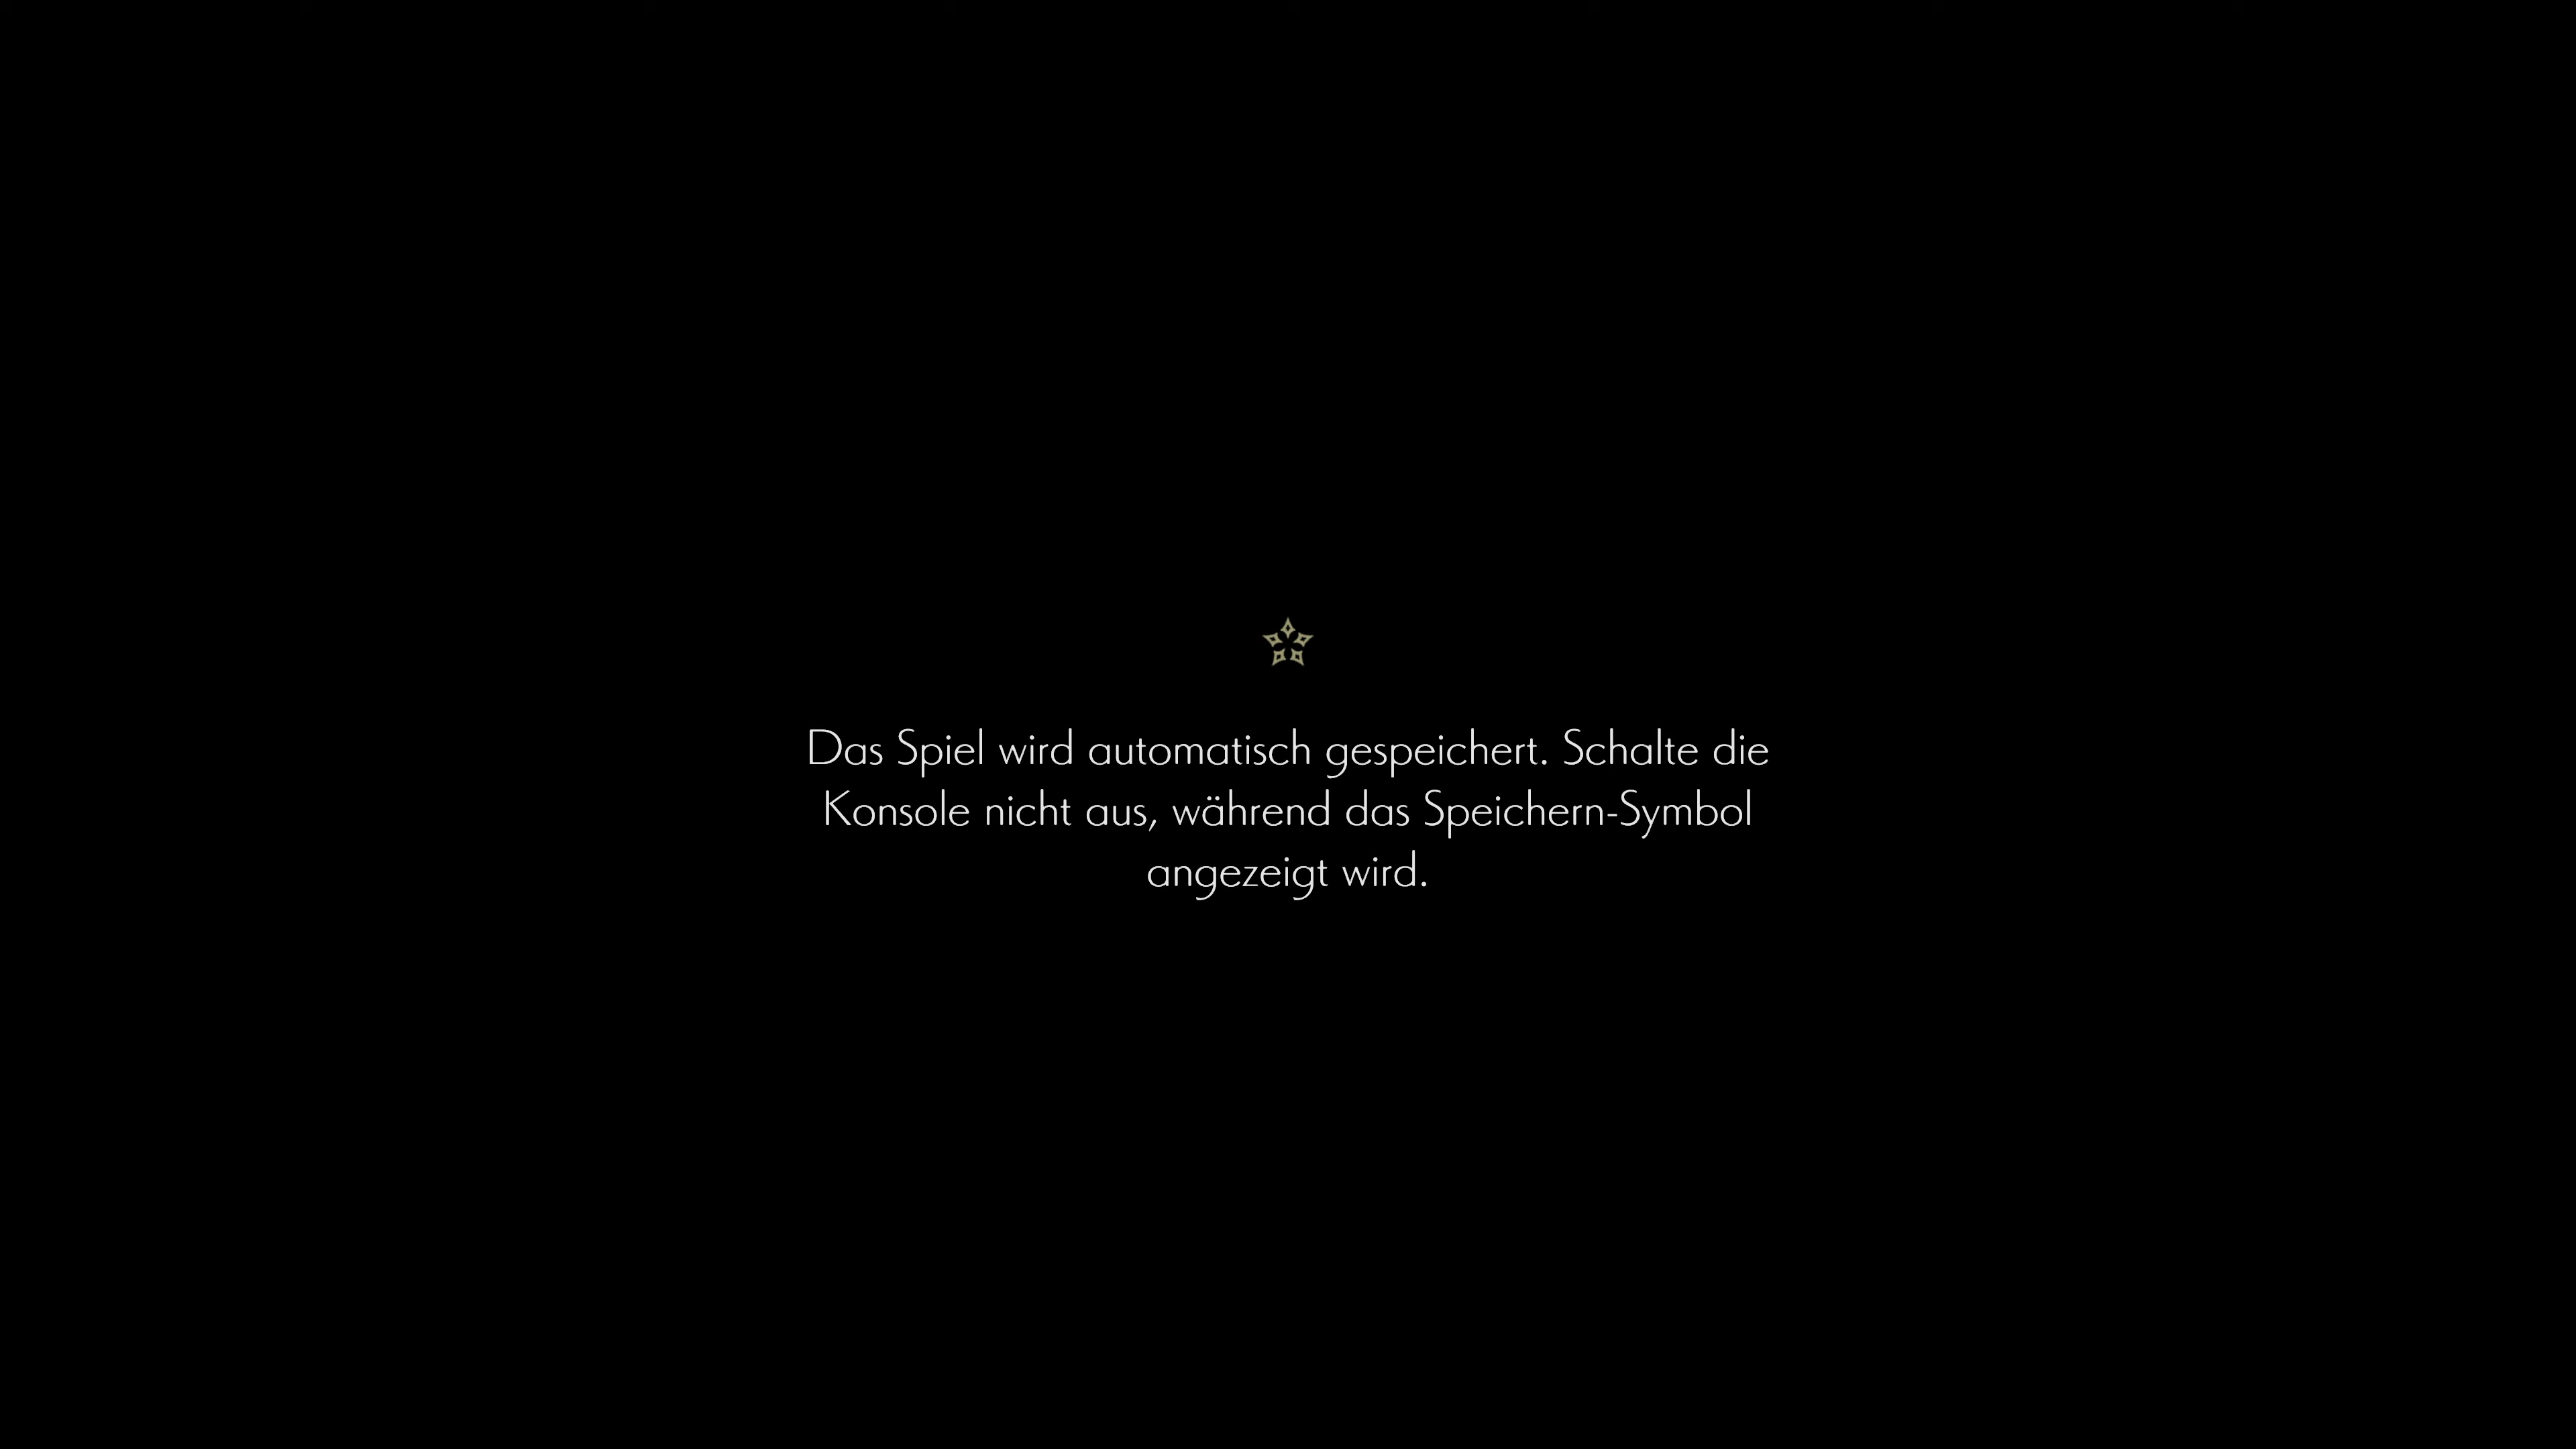 Das Spiel wird automatisch gespeichert. Schalte die
Konsole nicht aus, während das Speichern-Symbol
angezeigt wird.